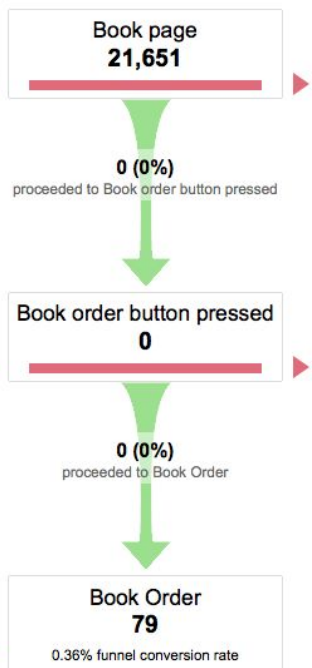 Book page
21,651
0 (0%)
proceeded to Book order button pressed
Book order button pressed
0
0 (0%)
proceeded to Book Order
Book Order
79
0.36% funnel conversion rate